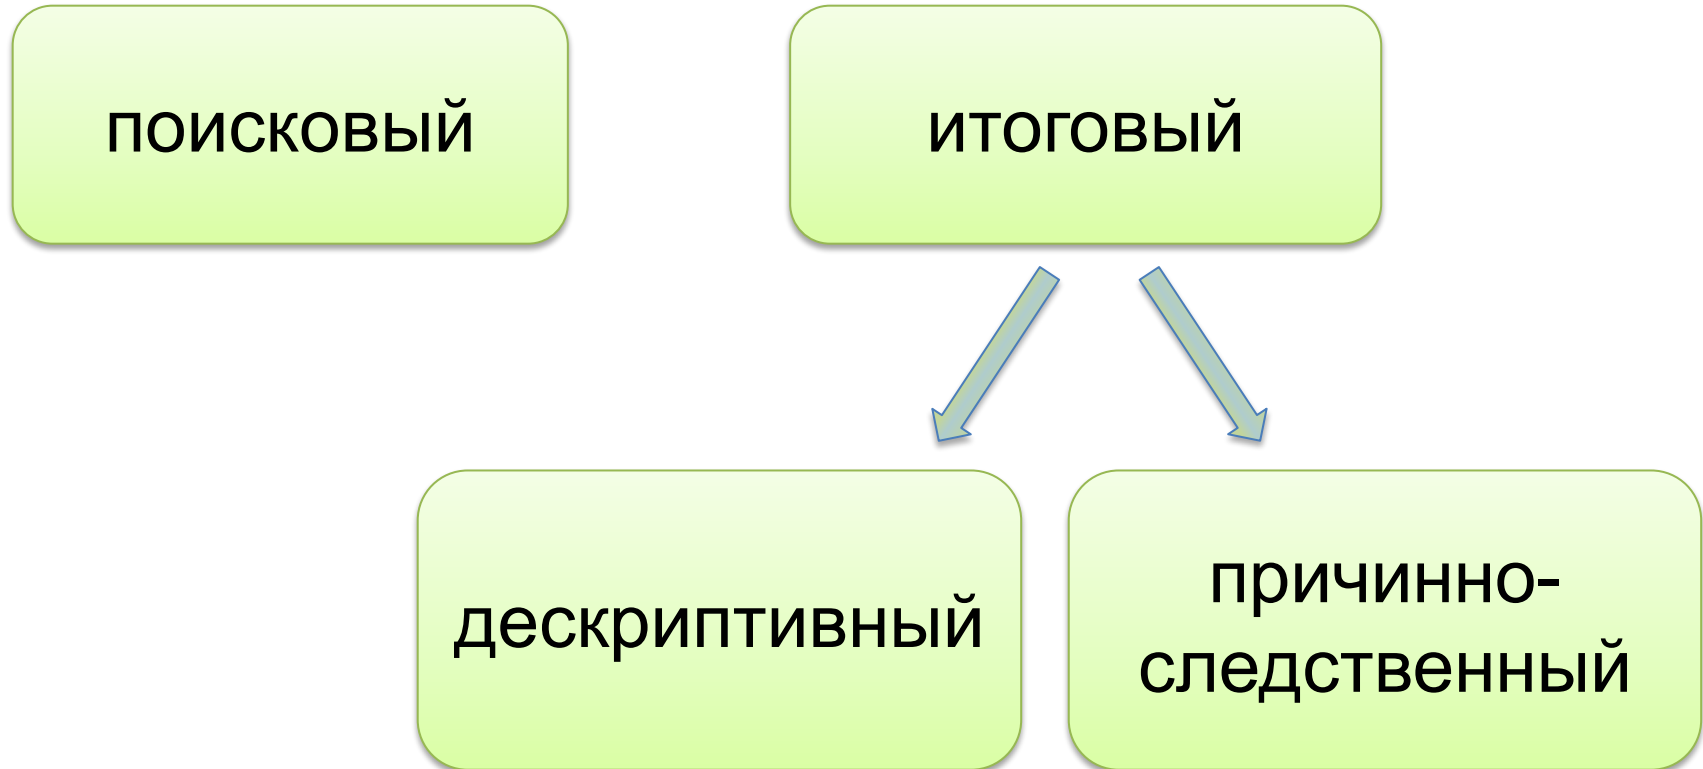 поисковый
итоговый
дескриптивный
причинно-
следственный